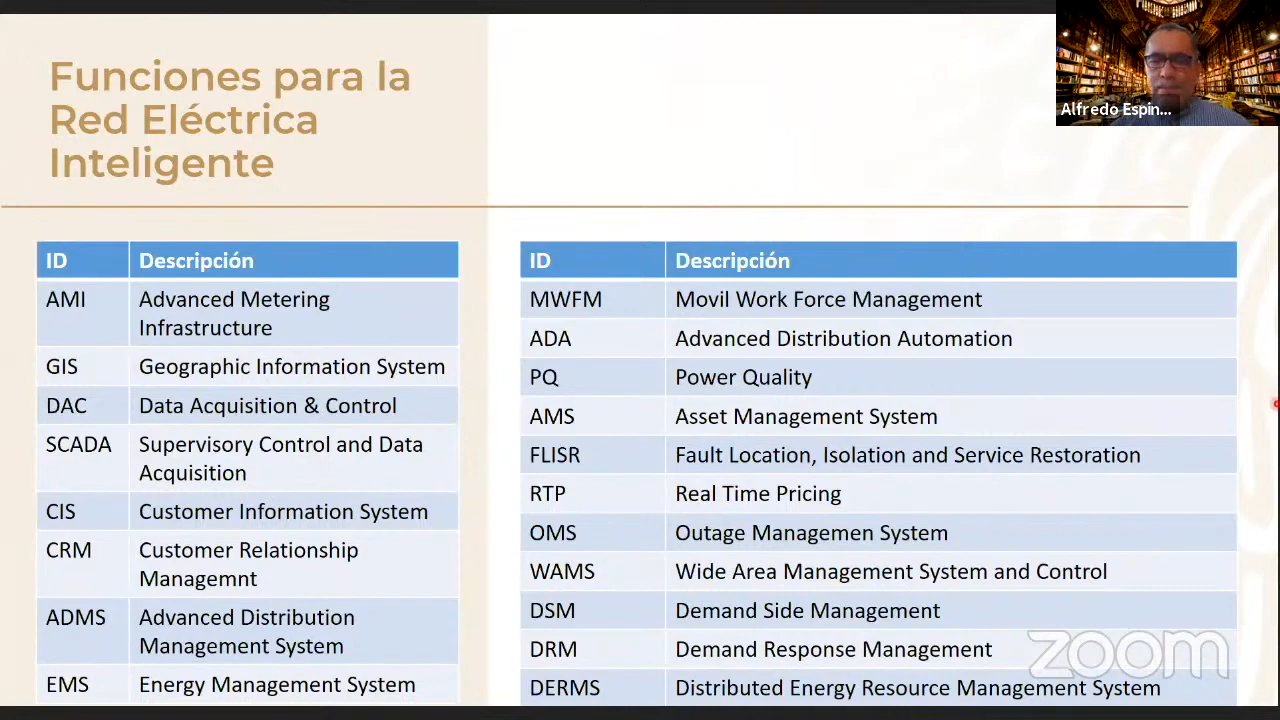 Funciones para la
Red Eléctrica
Inteligente
Alfredo Espin...
ID Descripción
AMI Advanced Metering
Infrastructure
GIS Geographic Information System
DAC Data Acquisition & Control
SCADA Supervisory Control and Data
Acquisition
CIS Customer Information System
CRM Customer Relationship
Managemnt
ADMS Advanced Distribution
Management System
EMS Energy Management System
ID Descripción
MWFM Movil Work Force Management
ADA Advanced Distribution Automation
PQ Power Quality
AMS Asset Management System
FLISR Fault Location, Isolation and Service Restoration
RTP Real Time Pricing
OMS Outage Managemen System
WAMS Wide Area Management System and Control
DSM Demand Side Management
DRM Demand Response Management
DERMS Distributed Energy Resource Management System
zoom